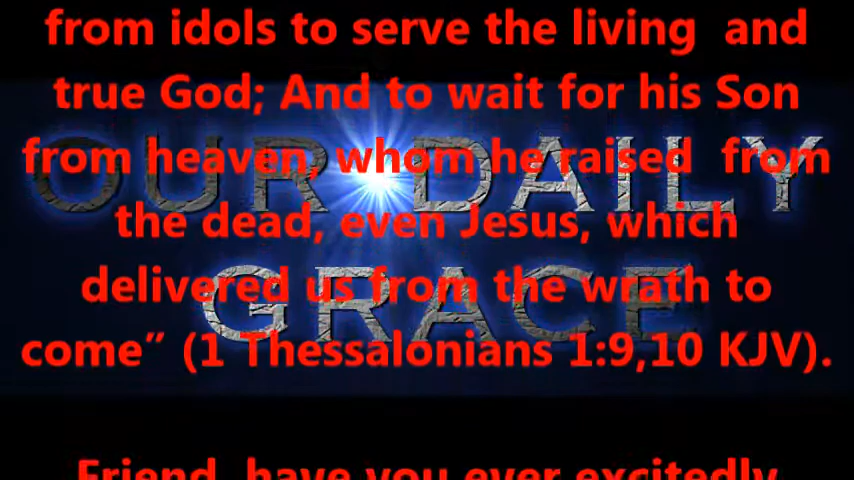 from idols to serve the living and
true God; And to wait for his Son
from heaven, whom he raised from
the dead, even Jesus, which
delivered us from the wrath to
come” (1 Thessalonians 1:9,10 KJV).
Friend, have you ever excitedly
OUR DAILY
GRACE